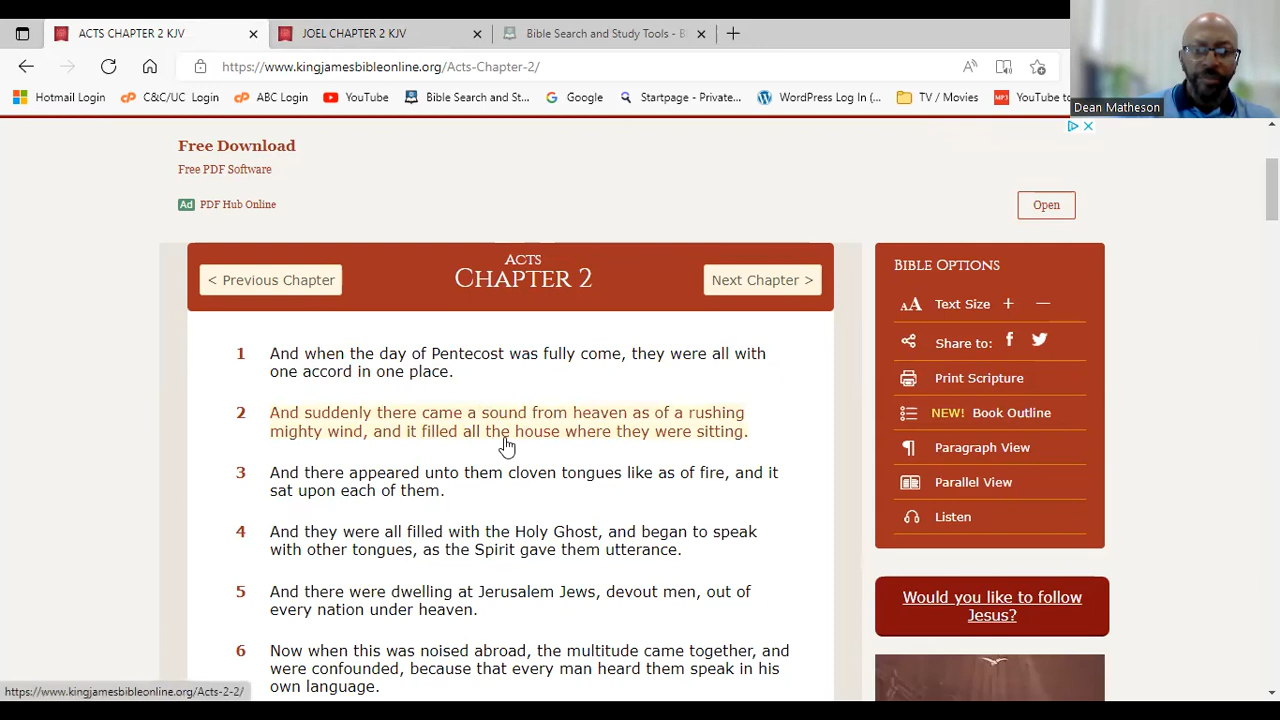 ACTS CHAPTER 2 KJV
JOEL CHAPTER 2 KJV
Bible Search and Study Tools - B
https://www.kingjamesbibleonline.org/Acts-Chapter-2/
Hotmail Login
C&C/UC Login
ABC Login
YouTube
Bible Search and St...
Google
Startpage - Private...
WordPress Log In (...
TV / Movies
YouTube to
Dean Matheson
Free Download
Free PDF Software
Ad PDF Hub Online
Open
< Previous Chapter
ACTS
CHAPTER 2
Next Chapter >
1 And when the day of Pentecost was fully come, they were all with
one accord in one place.
2 And suddenly there came a sound from heaven as of a rushing
mighty wind, and it filled all the house where they were sitting.
3 And there appeared unto them cloven tongues like as of fire, and it
sat upon each of them.
4 And they were all filled with the Holy Ghost, and began to speak
with other tongues, as the Spirit gave them utterance.
5 And there were dwelling at Jerusalem Jews, devout men, out of
every nation under heaven.
6 Now when this was noised abroad, the multitude came together, and
were confounded, because that every man heard them speak in his
own language.
BIBLE OPTIONS
AA Text Size + —
Share to:
Print Scripture
NEW! Book Outline
Paragraph View
Parallel View
Listen
Would you like to follow
Jesus?
https://www.kingjamesbibleonline.org/Acts-2-2/